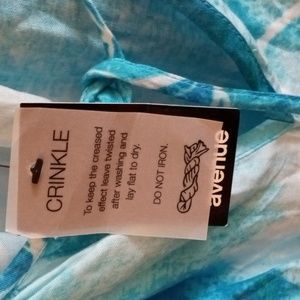 CRINKLE
To keep the creased
effect leave twisted
after washing and
lay flat to dry.
DO NOT IRON.
avenue